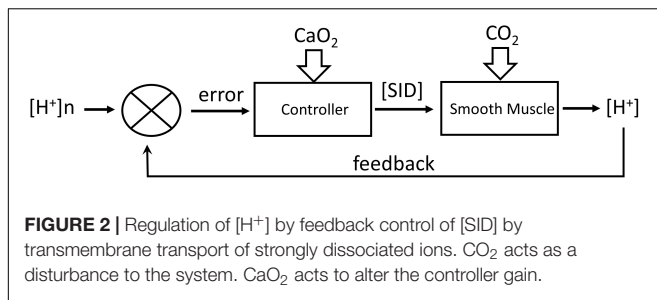 CaO₂ CO₂
[H⁺]n error Controller [SID] Smooth Muscle [H⁺]
feedback
FIGURE 2 | Regulation of [H⁺] by feedback control of [SID] by
transmembrane transport of strongly dissociated ions. CO₂ acts as a
disturbance to the system. CaO₂ acts to alter the controller gain.